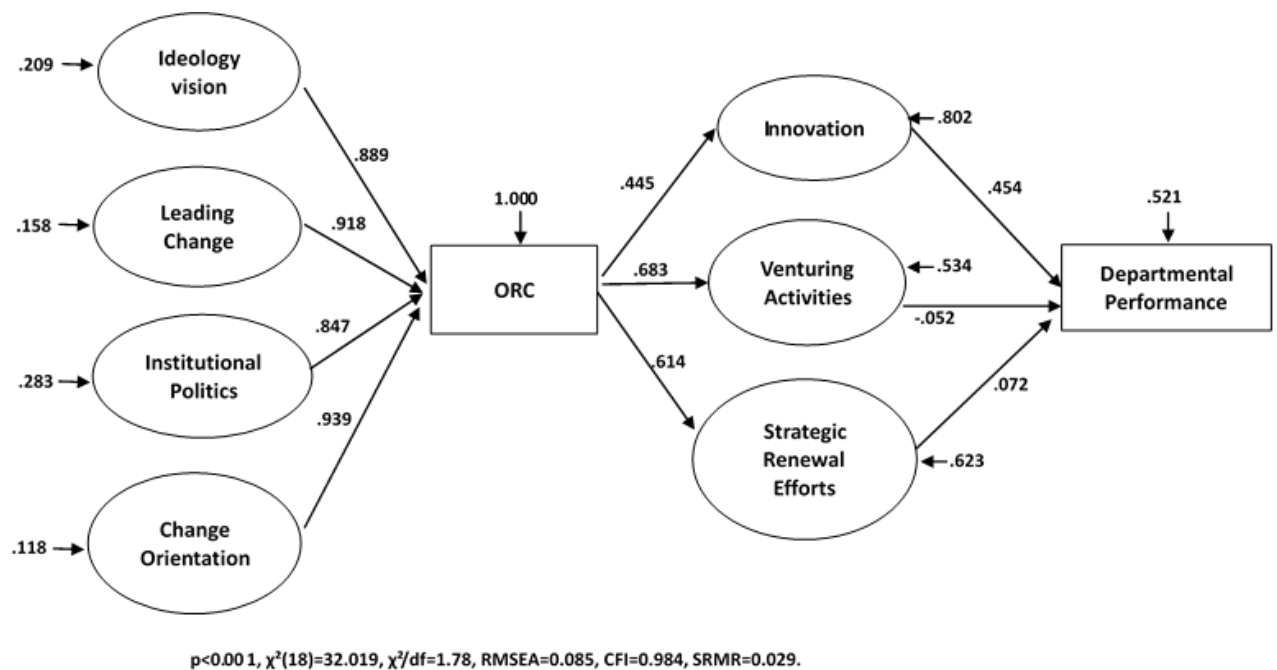 .209
Ideology
vision
.889
.158
Leading
Change
.918
.283
Institutional
Politics
.847
.118
Change
Orientation
.939
1.000
ORC
.445
.683
.614
Innovation
.802
.454
Venturing
Activities
.534
-.052
Strategic
Renewal
Efforts
.623
.072
.521
Departmental
Performance
p<0.00 1, χ²(18)=32.019, χ²/df=1.78, RMSEA=0.085, CFI=0.984, SRMR=0.029.